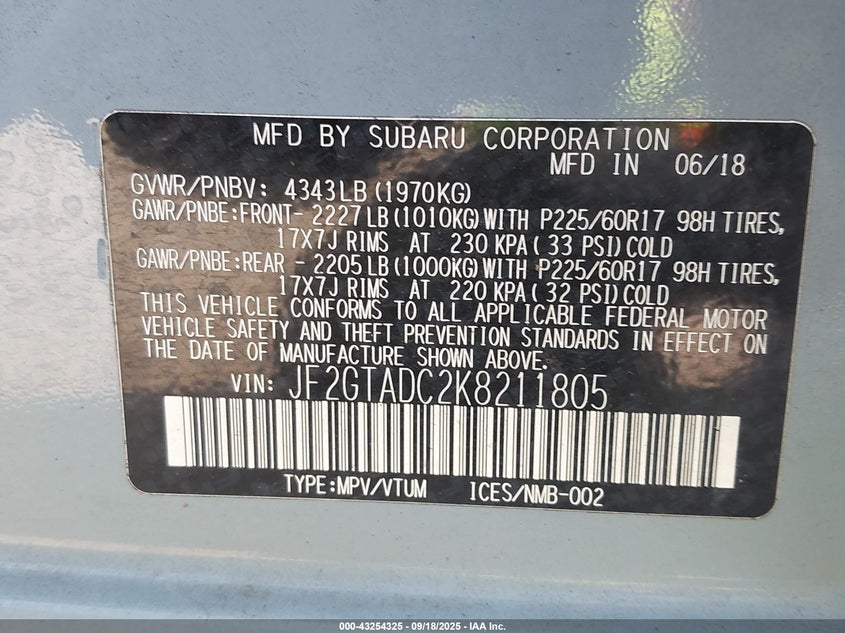 MFD BY SUBARU CORPORATION
MFD IN 06/18
GVWR/PNBV: 4343LB(1970KG)
GAWR/PNBE:FRONT- 2227LB(1010KG)WITH P225/60R17 98H TIRES,
17X7J RIMS AT 230 KPA( 33 PSI)COLD
GAWR/PNBE:REAR - 2205LB(1000KG)WITH P225/60R17 98H TIRES,
17X7J RIMS AT 220 KPA( 32 PSI)COLD
THIS VEHICLE CONFORMS TO ALL APPLICABLE FEDERAL MOTOR
VEHICLE SAFETY AND THEFT PREVENTION STANDARDS IN EFFECT ON
THE DATE OF MANUFACTURE SHOWN ABOVE.
VIN: JF2GTADC2K8211805
TYPE:MPV/VTUM ICES/NMB-002
000-43254325 - 09/18/2025 - IAA Inc.